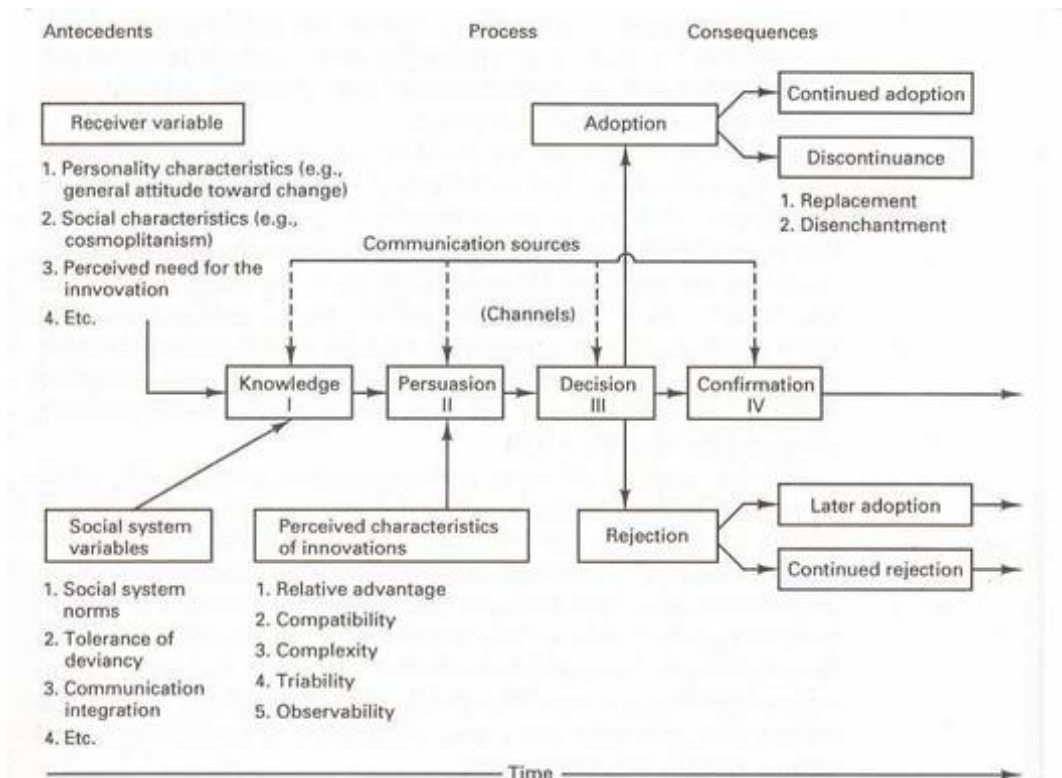 Antecedents
Process
Consequences
Receiver variable
1. Personality characteristics (e.g.,
general attitude toward change)
2. Social characteristics (e.g.,
cosmoplitanism)
3. Perceived need for the
innvovation
4. Etc.
Adoption
Continued adoption
Discontinuance
1. Replacement
2. Disenchantment
Communication sources
(Channels)
Knowledge
I
Persuasion
II
Decision
III
Confirmation
IV
Social system
variables
1. Social system
norms
2. Tolerance of
deviancy
3. Communication
integration
4. Etc.
Perceived characteristics
of innovations
1. Relative advantage
2. Compatibility
3. Complexity
4. Triability
5. Observability
Rejection
Later adoption
Continued rejection
Time